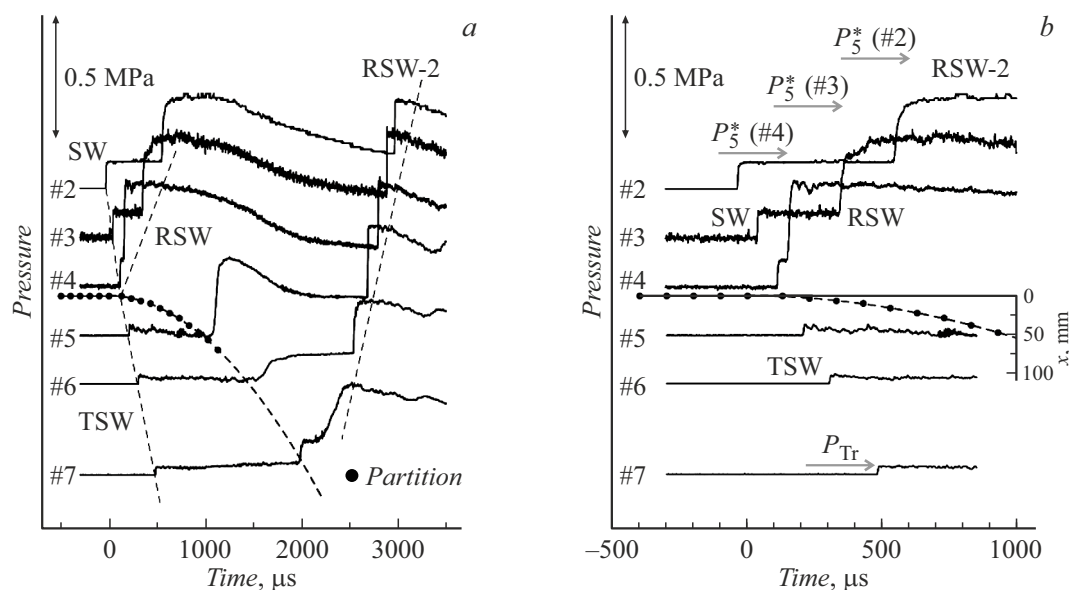 a
0.5 MPa
RSW-2
SW
#2
#3
RSW
#4
#5
#6
TSW
#7
Partition
Pressure
0 1000 2000 3000
Time, μs
b
P5* (#2)
0.5 MPa
RSW-2
P5* (#3)
P5* (#4)
#2
SW
RSW
#3
#4
0
#5
50
#6
TSW
100
x, mm
PTr
#7
Pressure
−500 0 500 1000
Time, μs